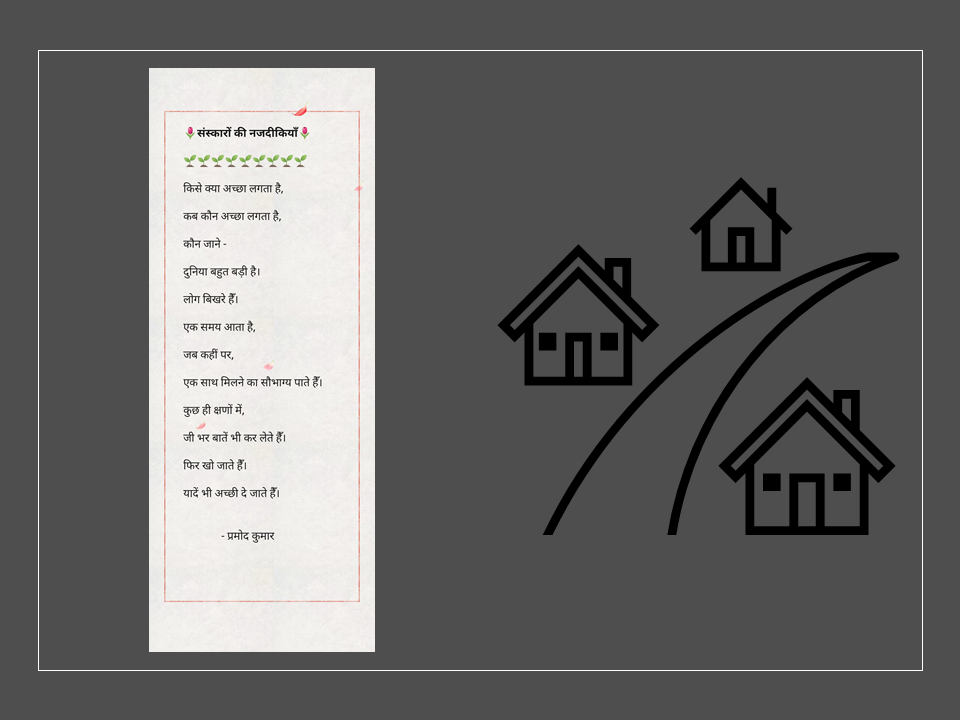 🌷संस्कारों की नजदीकियाँ🌷
🌱🌱🌱🌱🌱🌱🌱🌱🌱
किसे क्या अच्छा लगता है,
कब कौन अच्छा लगता है,
कौन जाने -
दुनिया बहुत बड़ी है।
लोग बिखरे हैँ।
एक समय आता है,
जब कहीं पर,
एक साथ मिलने का सौभाग्य पाते हैँ।
कुछ ही क्षणों में,
जी भर बातें भी कर लेते हैँ।
फिर खो जाते हैँ।
यादें भी अच्छी दे जाते हैँ।
- प्रमोद कुमार